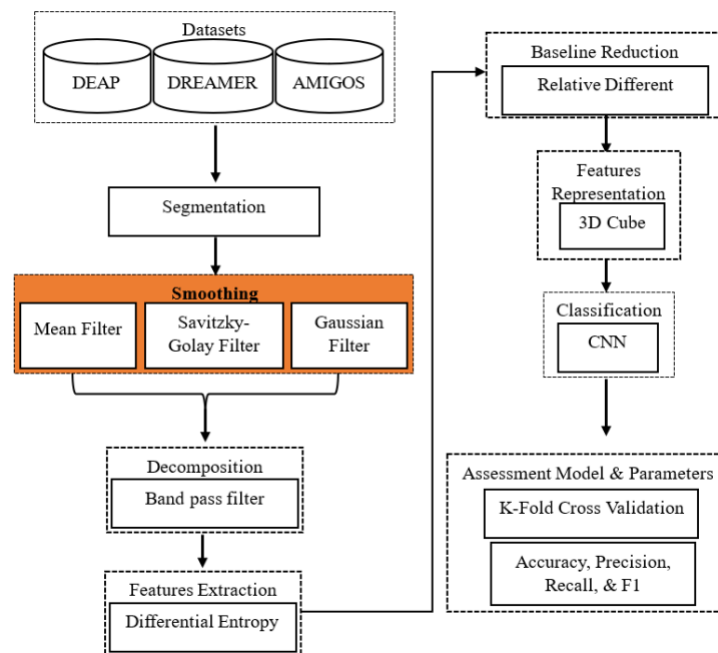 Datasets
DEAP
DREAMER
AMIGOS
Segmentation
Smoothing
Mean Filter
Savitzky-
Golay Filter
Gaussian
Filter
Decomposition
Band pass filter
Features Extraction
Differential Entropy
Baseline Reduction
Relative Different
Features
Representation
3D Cube
Classification
CNN
Assessment Model & Parameters
K-Fold Cross Validation
Accuracy, Precision,
Recall, & F1